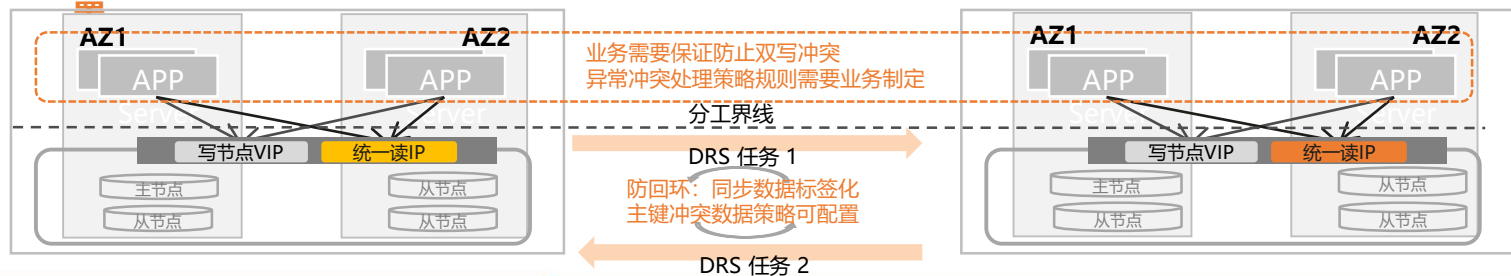 AZ1
AZ2
APP
Server
APP
Server
写节点VIP
统一读IP
主节点
从节点
从节点
从节点
业务需要保证防止双写冲突
异常冲突处理策略规则需要业务制定
分工界线
DRS 任务 1
防回环：同步数据标签化
主键冲突数据策略可配置
DRS 任务 2
AZ1
AZ2
APP
Server
APP
Server
写节点VIP
统一读IP
主节点
从节点
从节点
从节点